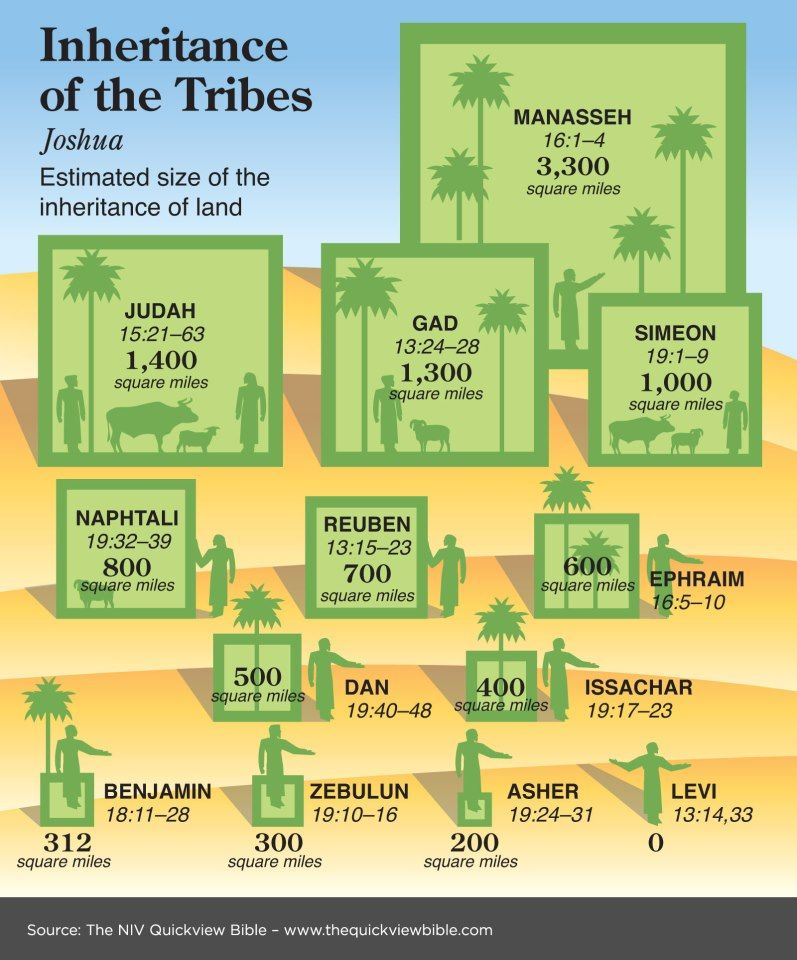 Inheritance
of the Tribes
Joshua
Estimated size of the
inheritance of land
MANASSEH
16:1–4
3,300
square miles
JUDAH
15:21–63
1,400
square miles
GAD
13:24–28
1,300
square miles
SIMEON
19:1–9
1,000
square miles
NAPHTALI
19:32–39
800
square miles
REUBEN
13:15–23
700
square miles
600
square miles
EPHRAIM
16:5–10
500
square miles
DAN
19:40–48
400
square miles
ISSACHAR
19:17–23
BENJAMIN
18:11–28
312
square miles
ZEBULUN
19:10–16
300
square miles
ASHER
19:24–31
200
square miles
LEVI
13:14,33
0
Source: The NIV Quickview Bible – www.thequickviewbible.com